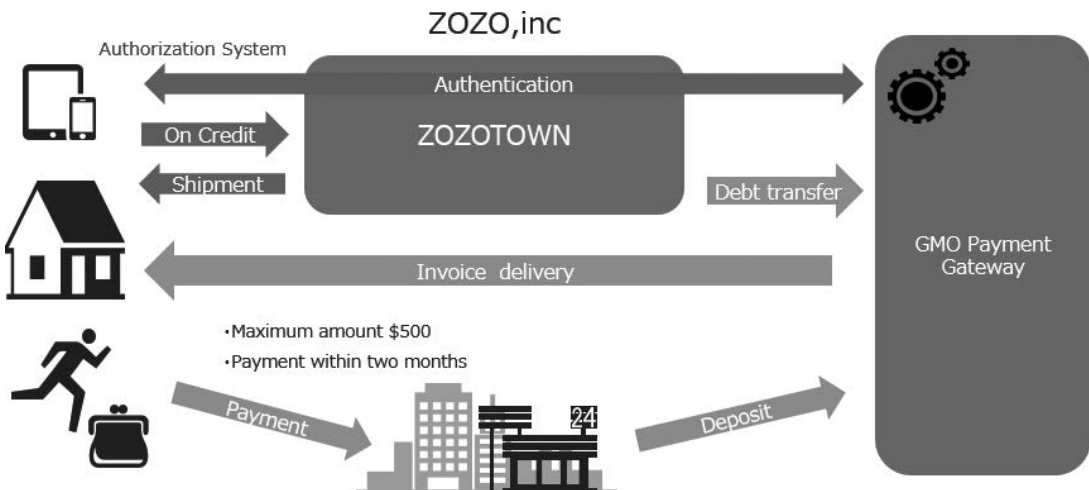 ZOZO,inc
Authorization System
Authentication
On Credit
ZOZOTOWN
Shipment
Debt transfer
GMO Payment
Gateway
Invoice delivery
・Maximum amount $500
・Payment within two months
Payment
24
Deposit